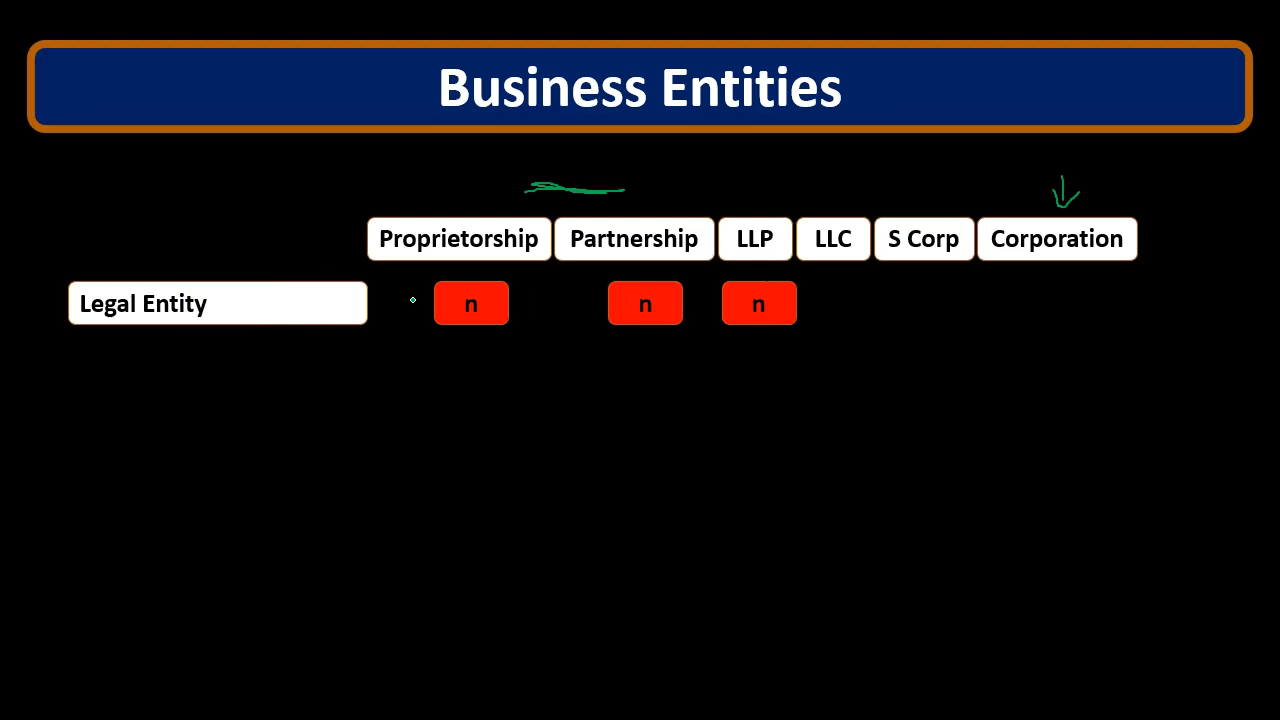 Business Entities
Proprietorship Partnership LLP LLC S Corp Corporation
Legal Entity n n n